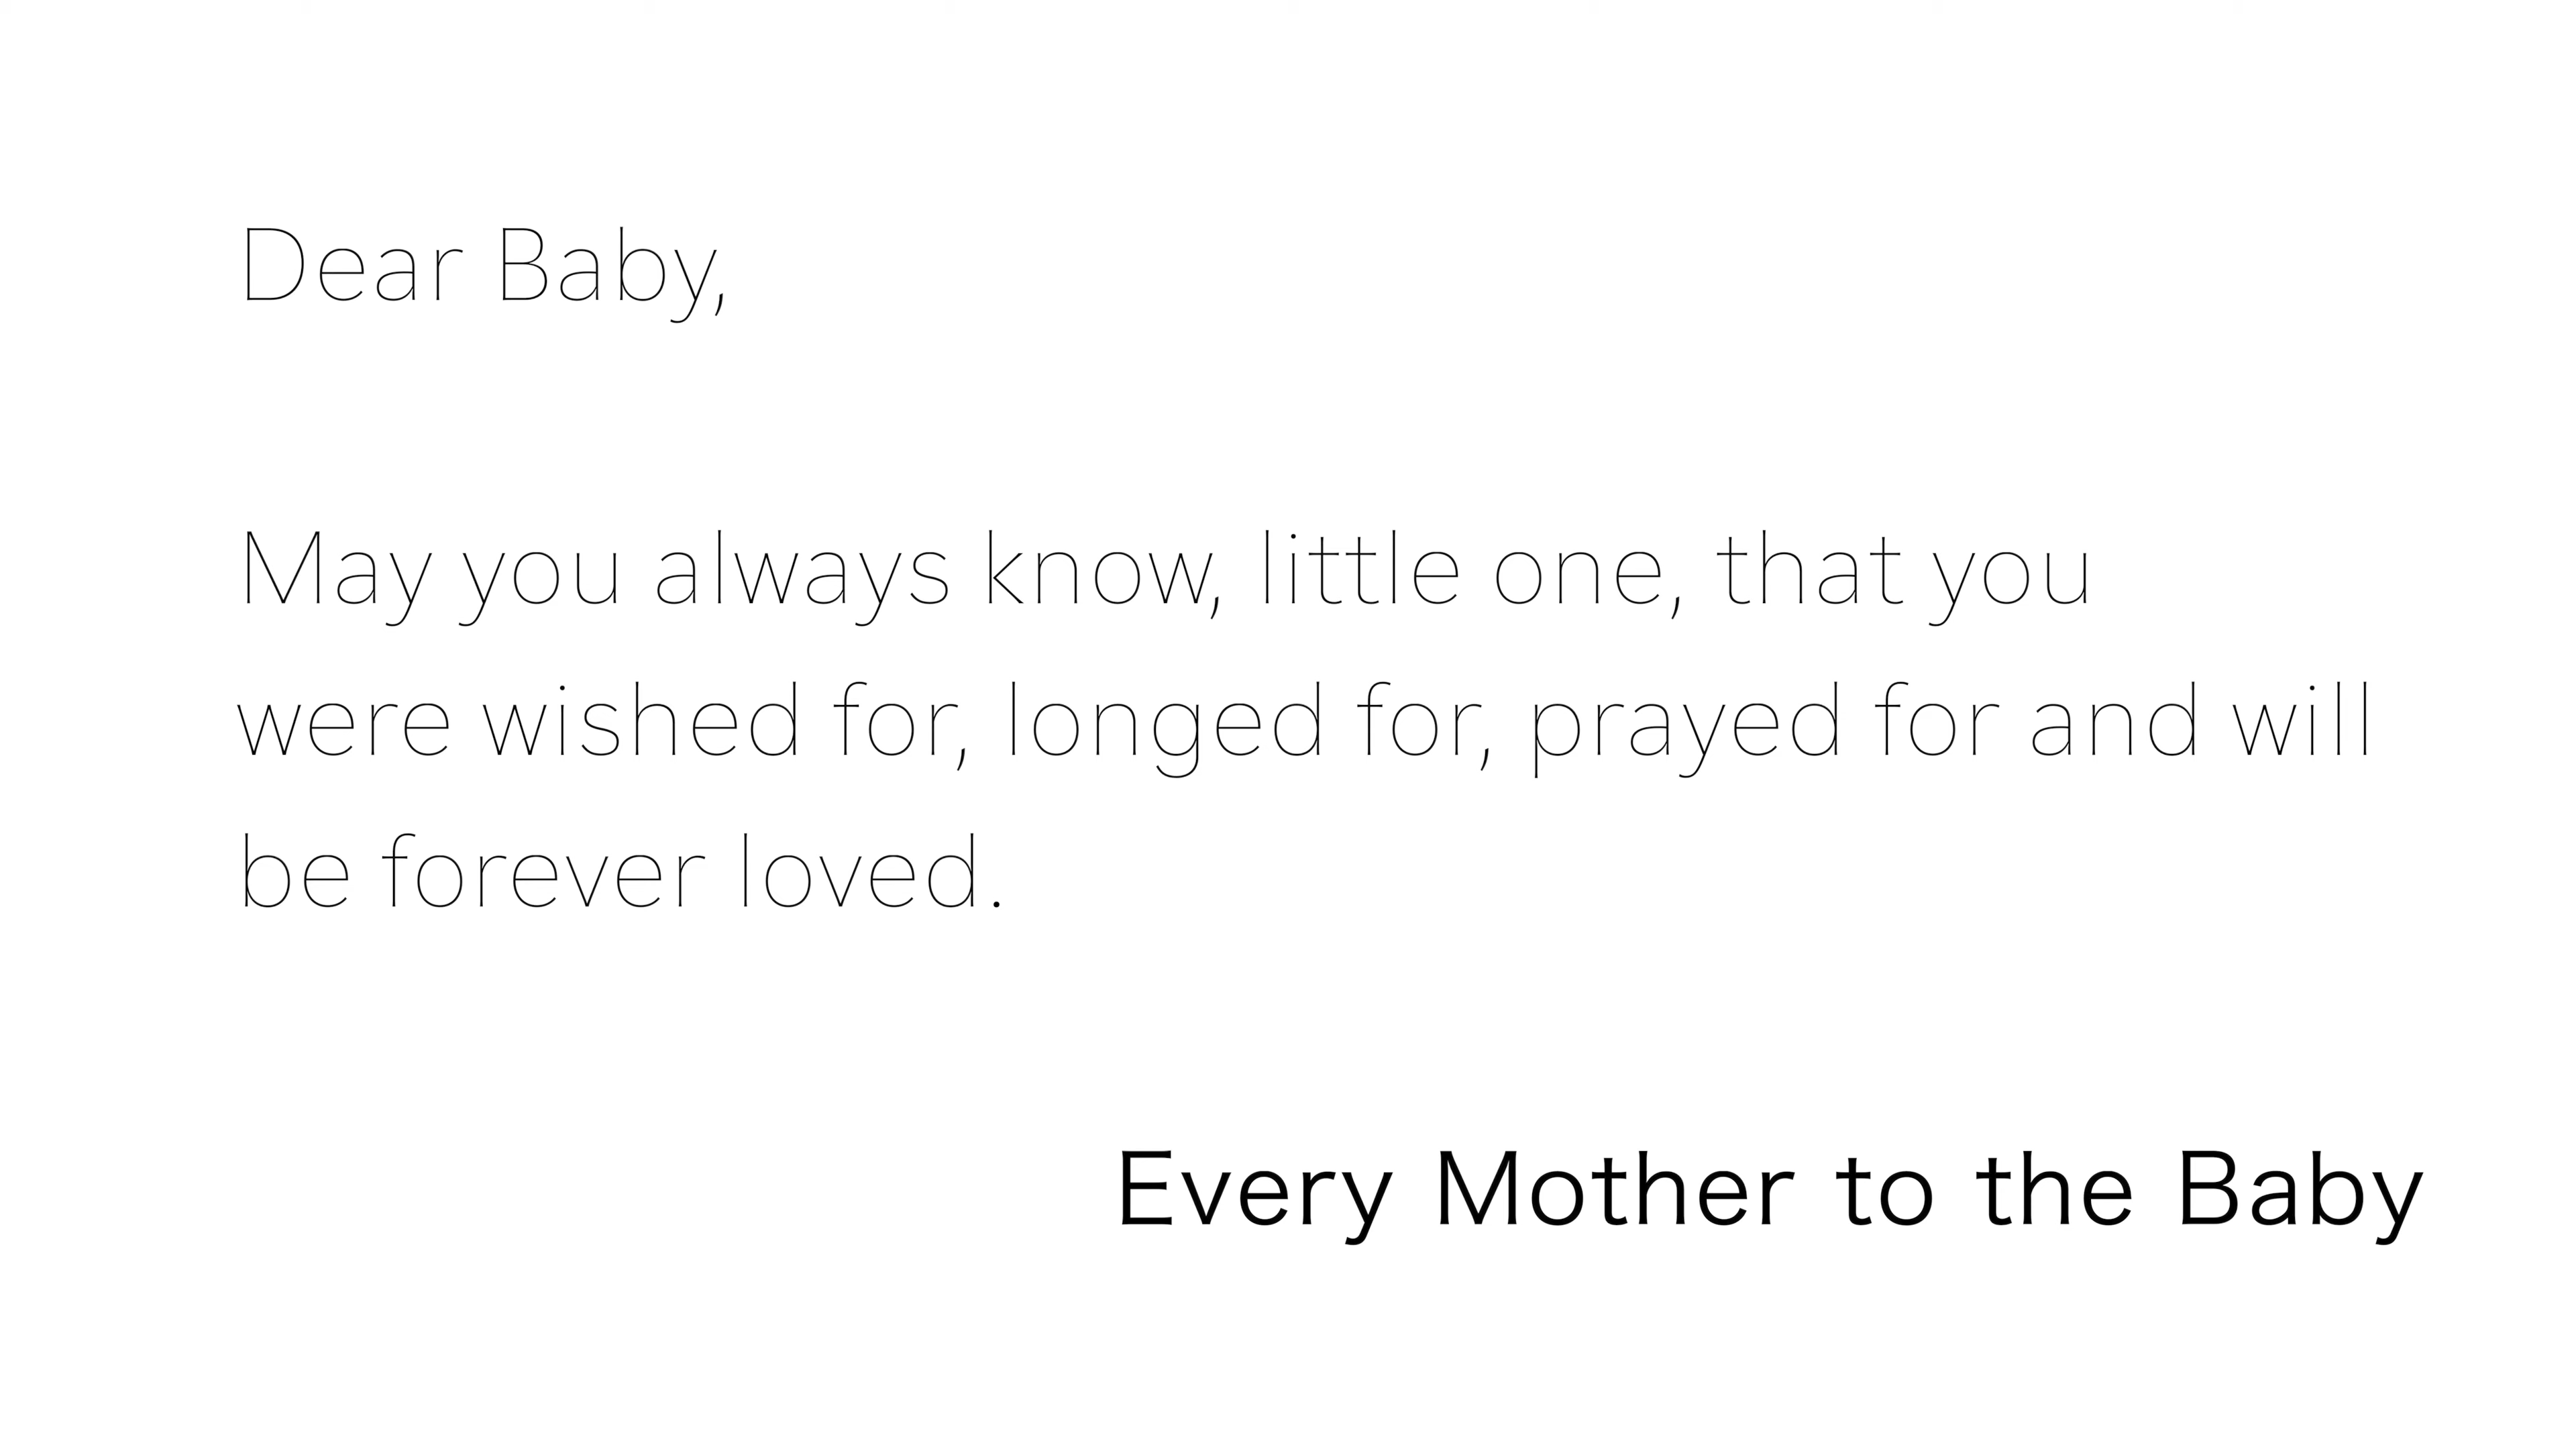 Dear Baby,
May you always know, little one, that you
were wished for, longed for, prayed for and will
be forever loved.
Every Mother to the Baby